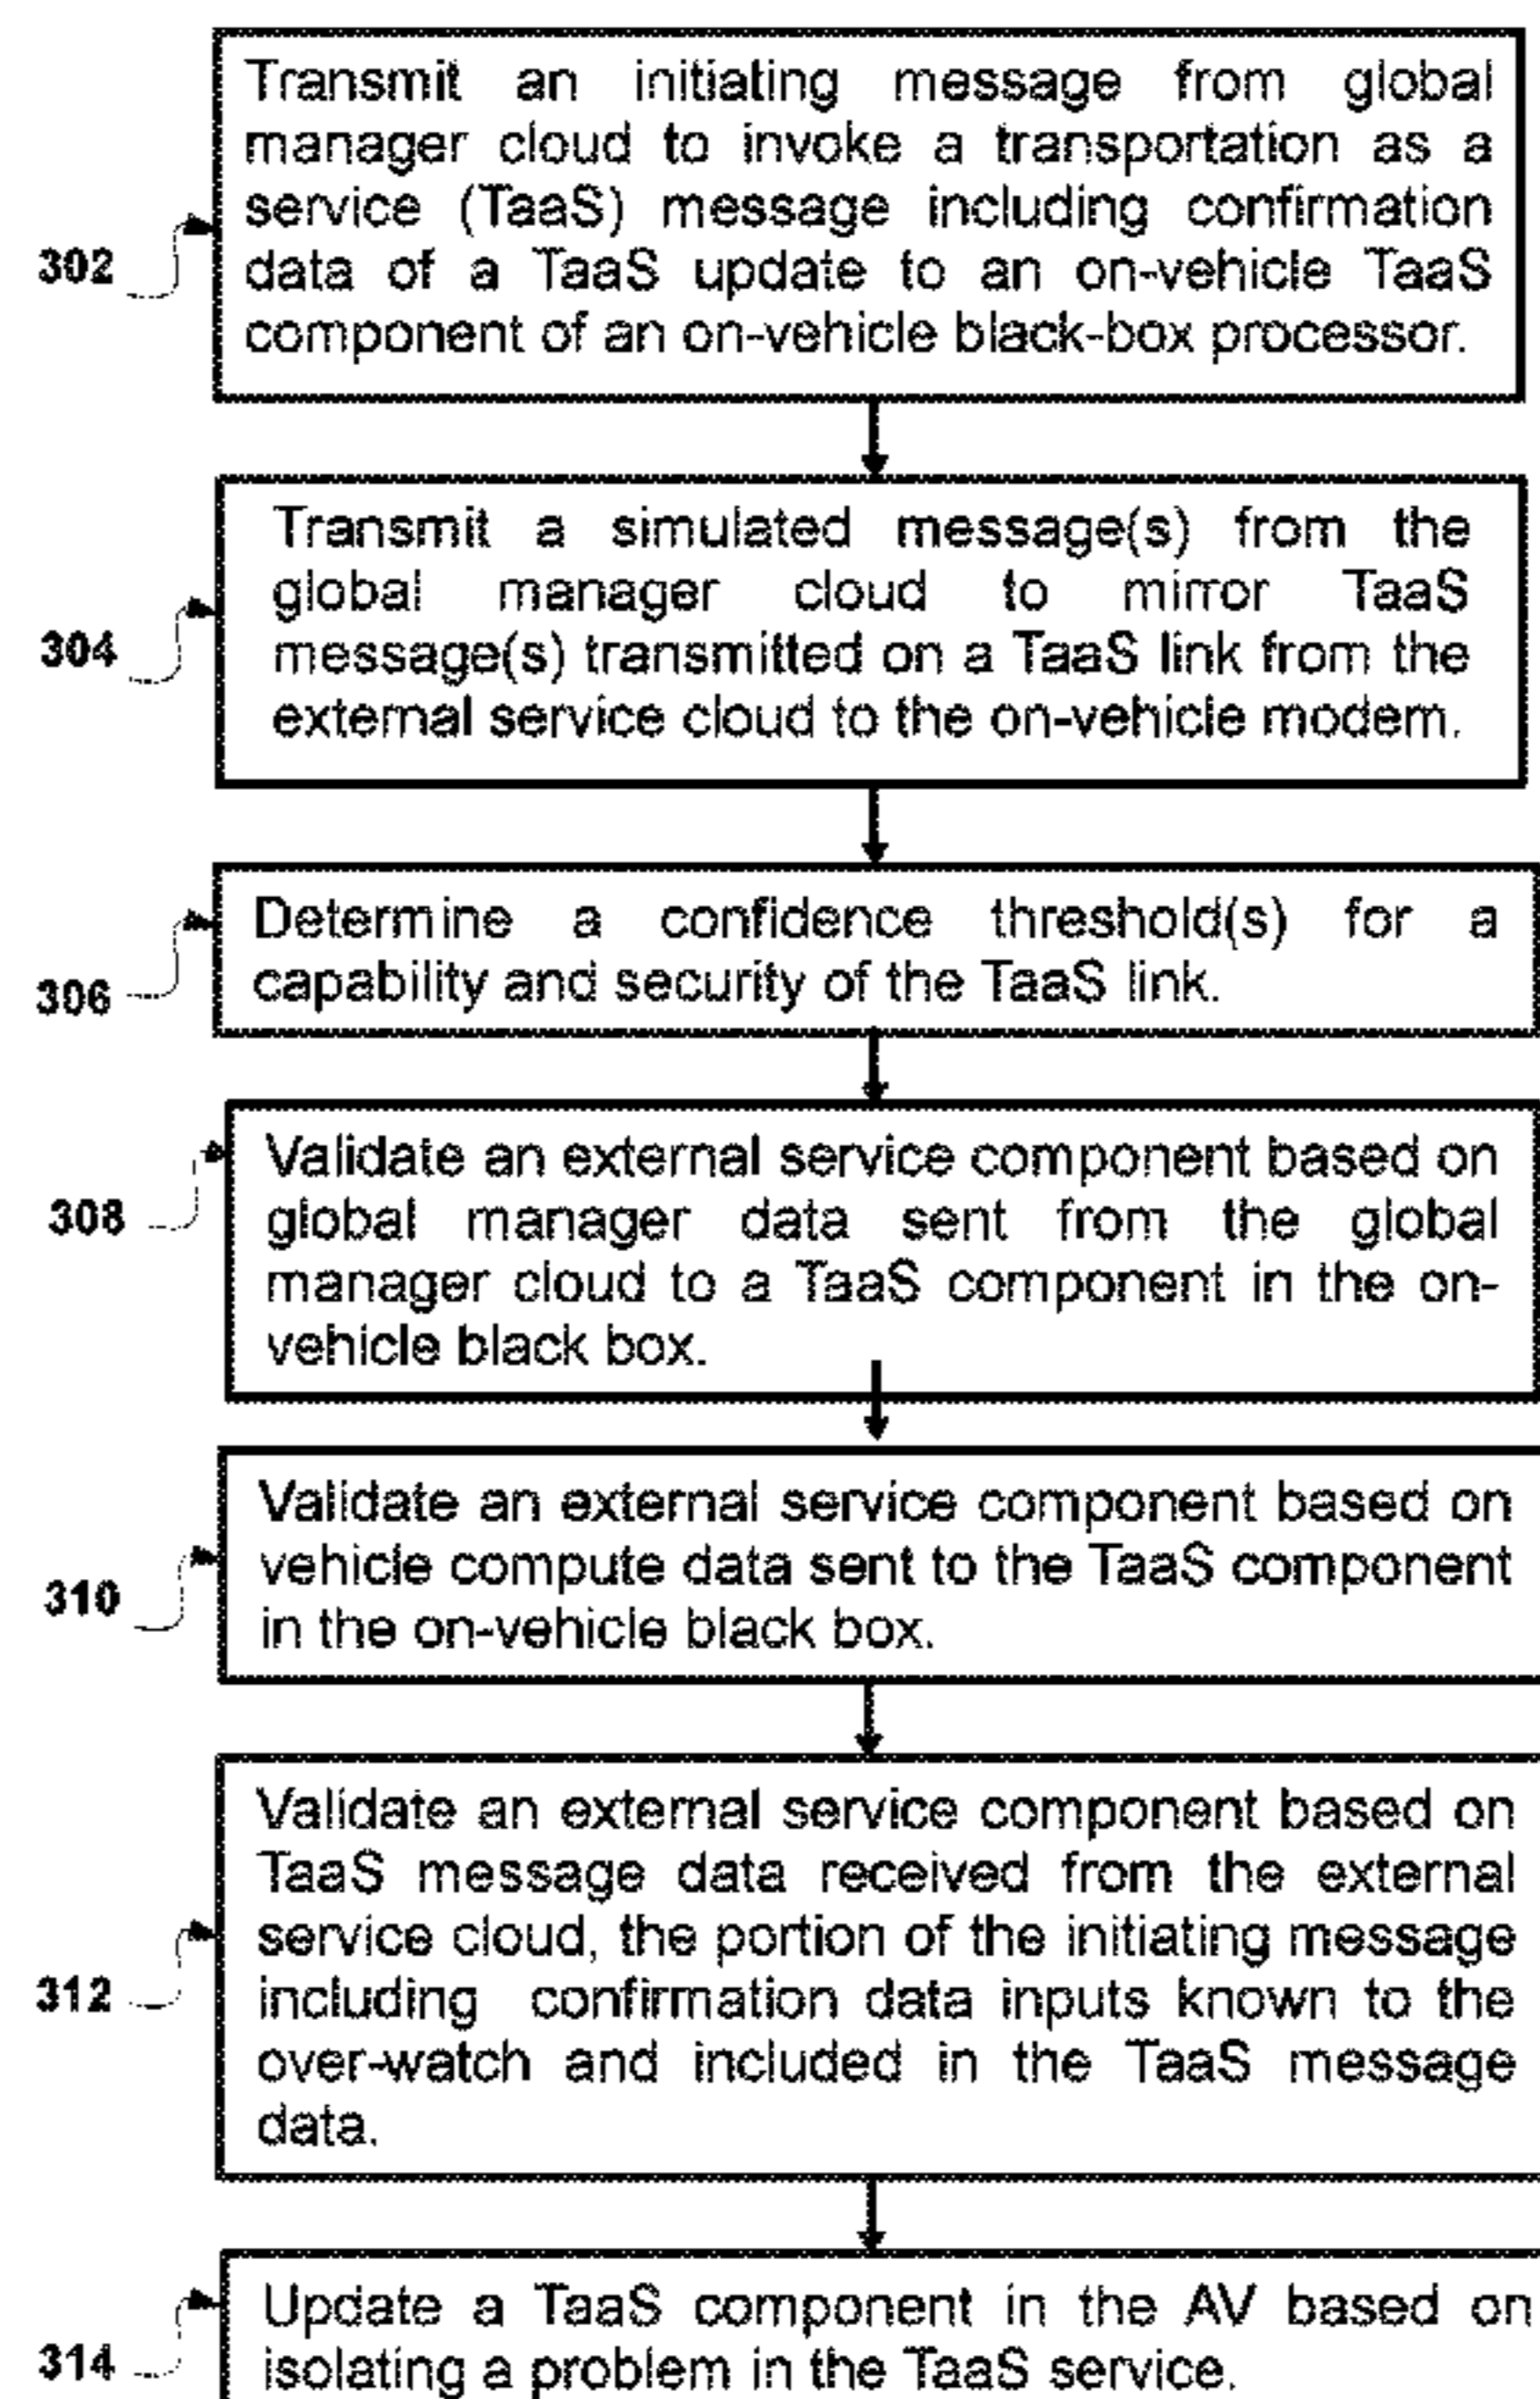 Transmit an initiating message from global
manager cloud to invoke a transportation as a
service (TaaS) message including confirmation
data of a TaaS update to an on-vehicle TaaS
component of an on-vehicle black-box processor.
302
Transmit a simulated message(s) from the
global manager cloud to mirror TaaS
message(s) transmitted on a TaaS link from the
external service cloud to the on-vehicle modem.
304
Determine a confidence threshold(s) for a
capability and security of the TaaS link.
306
Validate an external service component based on
global manager data sent from the global
manager cloud to a TaaS component in the on-
vehicle black box.
308
Validate an external service component based on
vehicle compute data sent to the TaaS component
in the on-vehicle black box.
310
Validate an external service component based on
TaaS message data received from the external
service cloud, the portion of the initiating message
including confirmation data inputs known to the
over-watch and included in the TaaS message
data.
312
Update a TaaS component in the AV based on
isolating a problem in the TaaS service.
314